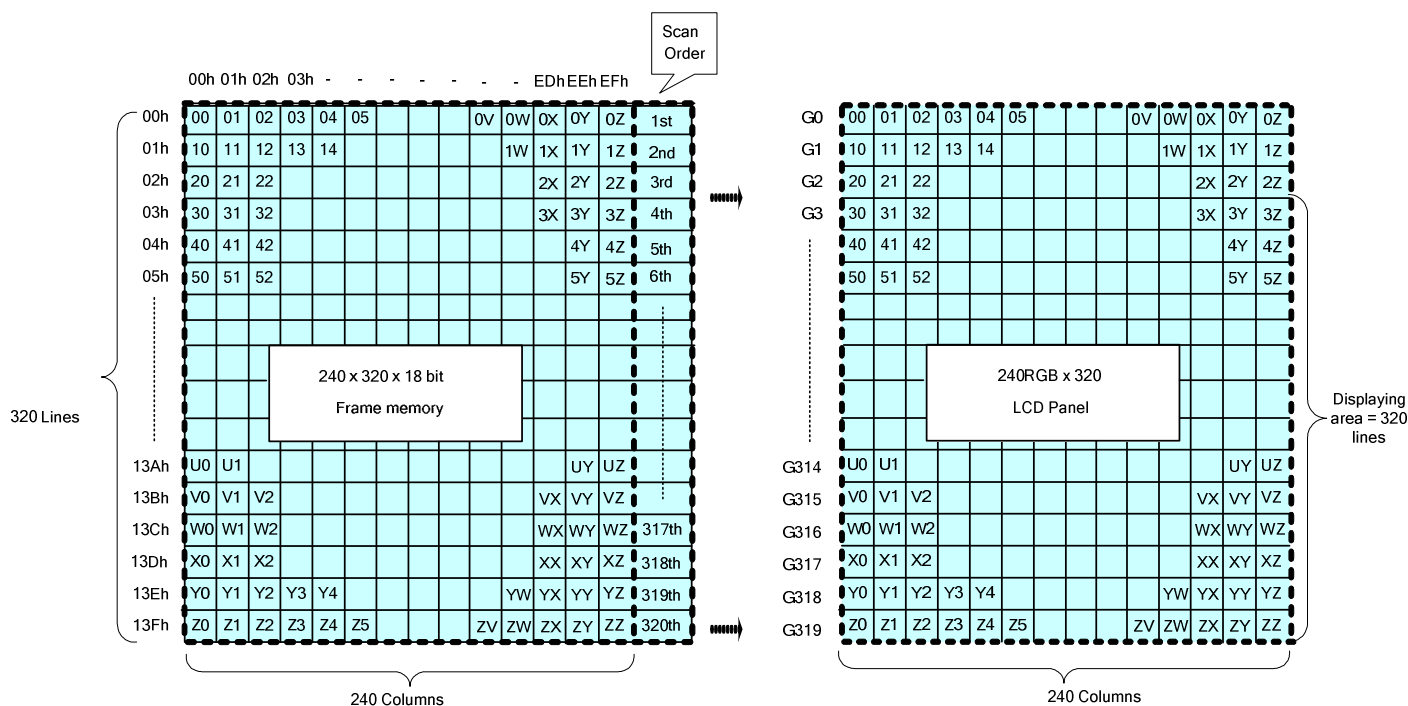 Scan
Order
00h 01h 02h 03h - - - - - - - EDh EEh EFh
00h 00 01 02 03 04 05 0V 0W 0X 0Y 0Z 1st
01h 10 11 12 13 14 1W 1X 1Y 1Z 2nd
02h 20 21 22 2X 2Y 2Z 3rd
03h 30 31 32 3X 3Y 3Z 4th
04h 40 41 42 4Y 4Z 5th
05h 50 51 52 5Y 5Z 6th
240 x 320 x 18 bit
Frame memory
320 Lines
13Ah U0 U1 UY UZ
13Bh V0 V1 V2 VX VY VZ
13Ch W0 W1 W2 WX WY WZ 317th
13Dh X0 X1 X2 XX XY XZ 318th
13Eh Y0 Y1 Y2 Y3 Y4 YW YX YY YZ 319th
13Fh Z0 Z1 Z2 Z3 Z4 Z5 ZV ZW ZX ZY ZZ 320th
240 Columns
G0 00 01 02 03 04 05 0V 0W 0X 0Y 0Z
G1 10 11 12 13 14 1W 1X 1Y 1Z
G2 20 21 22 2X 2Y 2Z
G3 30 31 32 3X 3Y 3Z
40 41 42 4Y 4Z
50 51 52 5Y 5Z
240RGB x 320
LCD Panel
Displaying
area = 320
lines
G314 U0 U1 UY UZ
G315 V0 V1 V2 VX VY VZ
G316 W0 W1 W2 WX WY WZ
G317 X0 X1 X2 XX XY XZ
G318 Y0 Y1 Y2 Y3 Y4 YW YX YY YZ
G319 Z0 Z1 Z2 Z3 Z4 Z5 ZV ZW ZX ZY ZZ
240 Columns